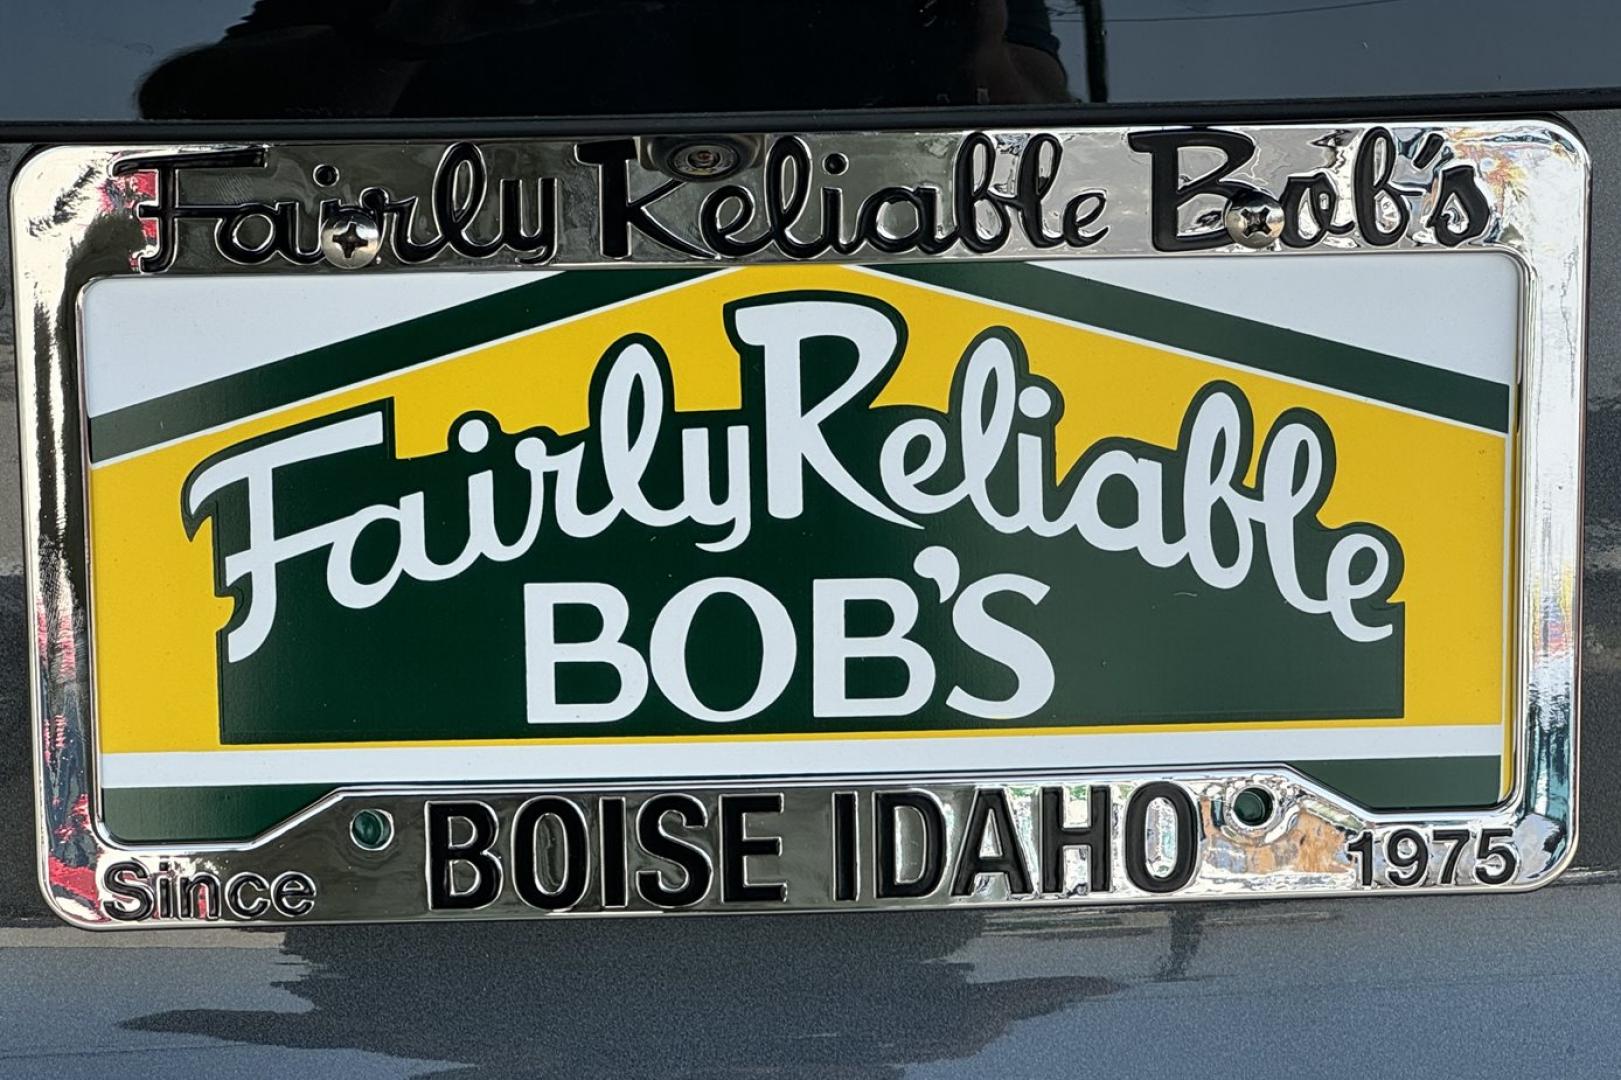 Fairly Reliable Bob's
Fairly Reliable
BOB'S
Since BOISE IDAHO 1975